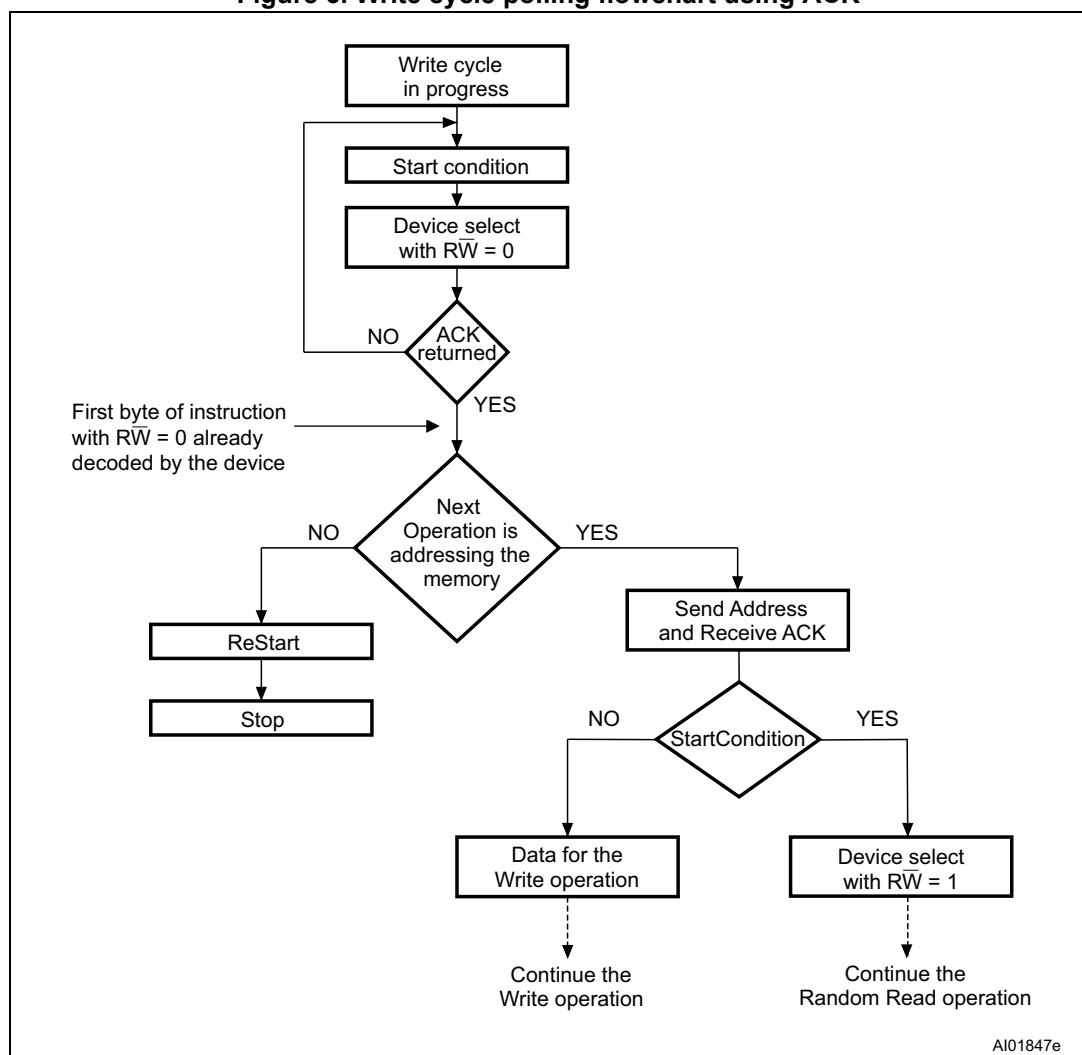 Write cycle
in progress
Start condition
Device select
with RW̅ = 0
NO
ACK
returned
YES
First byte of instruction
with RW̅ = 0 already
decoded by the device
Next
Operation is
addressing the
memory
NO
YES
Send Address
and Receive ACK
ReStart
Stop
NO
StartCondition
YES
Data for the
Write operation
Device select
with RW̅ = 1
Continue the
Write operation
Continue the
Random Read operation
AI01847e